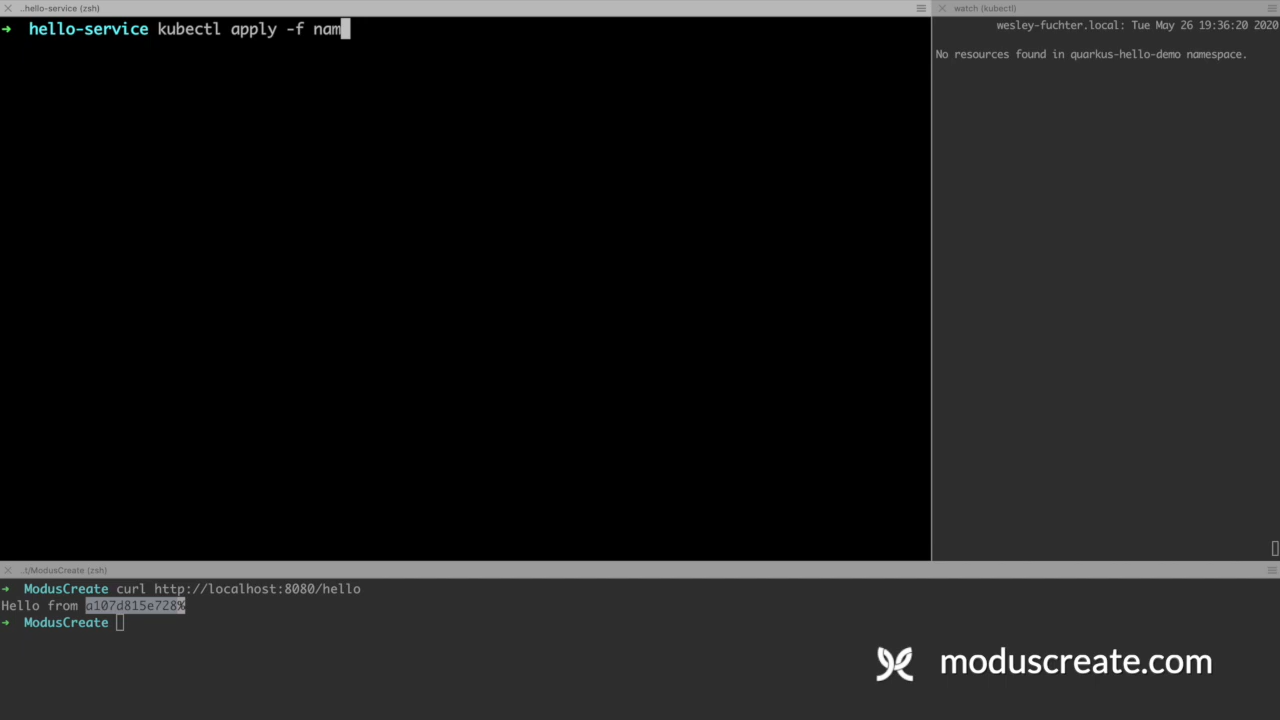 ..hello-service (zsh)
➜ hello-service kubectl apply -f nam
watch (kubectl)
wesley-fuchter.local: Tue May 26 19:36:20 2020
No resources found in quarkus-hello-demo namespace.
..t/ModusCreate (zsh)
➜ ModusCreate curl http://localhost:8080/hello
Hello from a107d815e728%
➜ ModusCreate
moduscreate.com